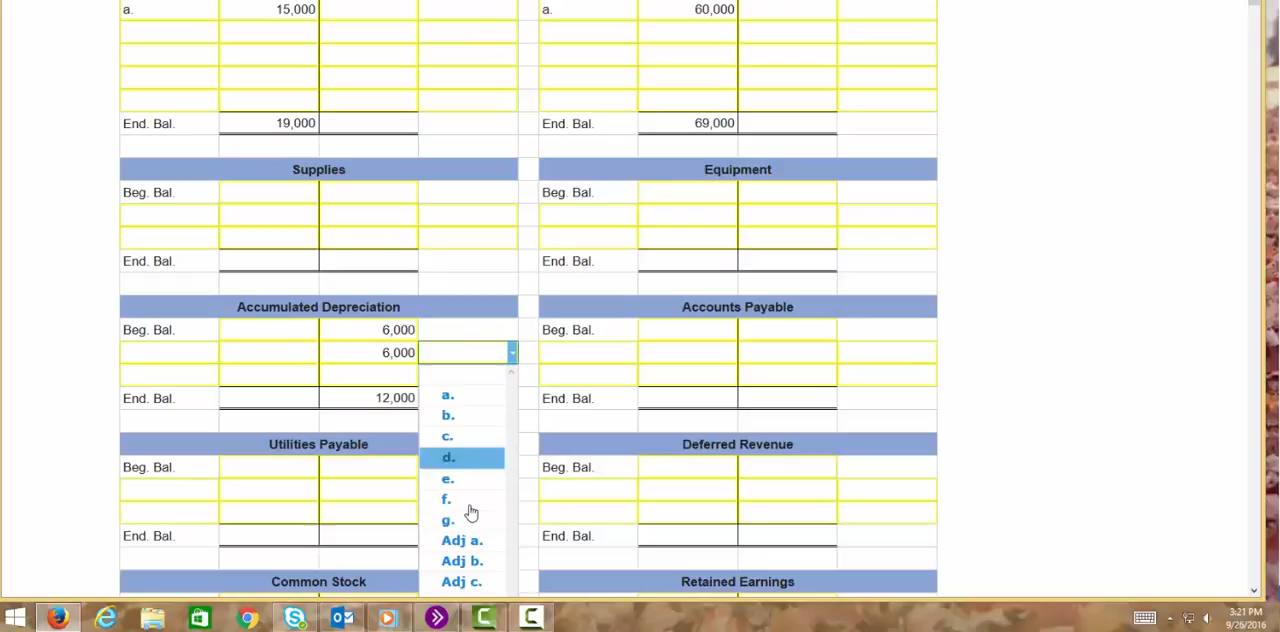 a. 15,000 a. 60,000
End. Bal. 19,000 End. Bal. 69,000
Supplies Equipment
Beg. Bal. Beg. Bal.
End. Bal. End. Bal.
Accumulated Depreciation Accounts Payable
Beg. Bal. 6,000 Beg. Bal.
6,000
a.
End. Bal. 12,000 End. Bal.
b.
c.
Utilities Payable Deferred Revenue
d.
Beg. Bal. Beg. Bal.
e.
f.
g.
End. Bal. End. Bal.
Adj a.
Adj b.
Common Stock Adj c. Retained Earnings
3:21 PM
9/26/2016